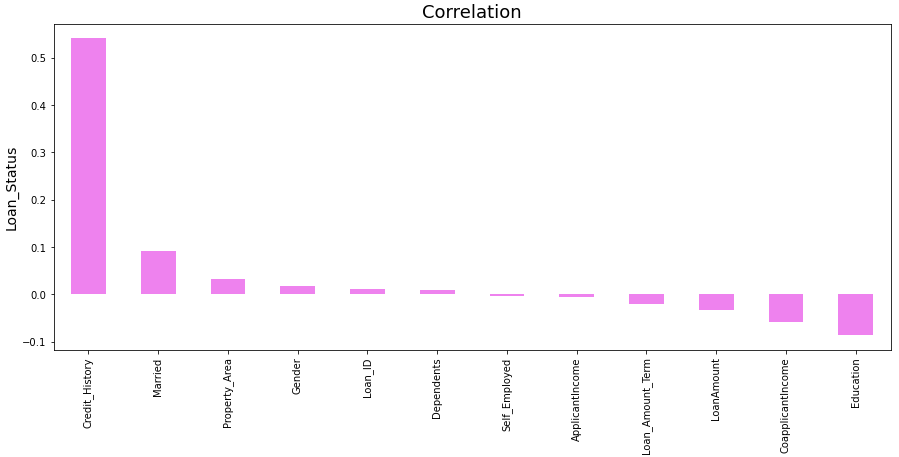 Correlation
Loan_Status
0.5
0.4
0.3
0.2
0.1
0.0
−0.1
Credit_History
Married
Property_Area
Gender
Loan_ID
Dependents
Self_Employed
ApplicantIncome
Loan_Amount_Term
LoanAmount
CoapplicantIncome
Education